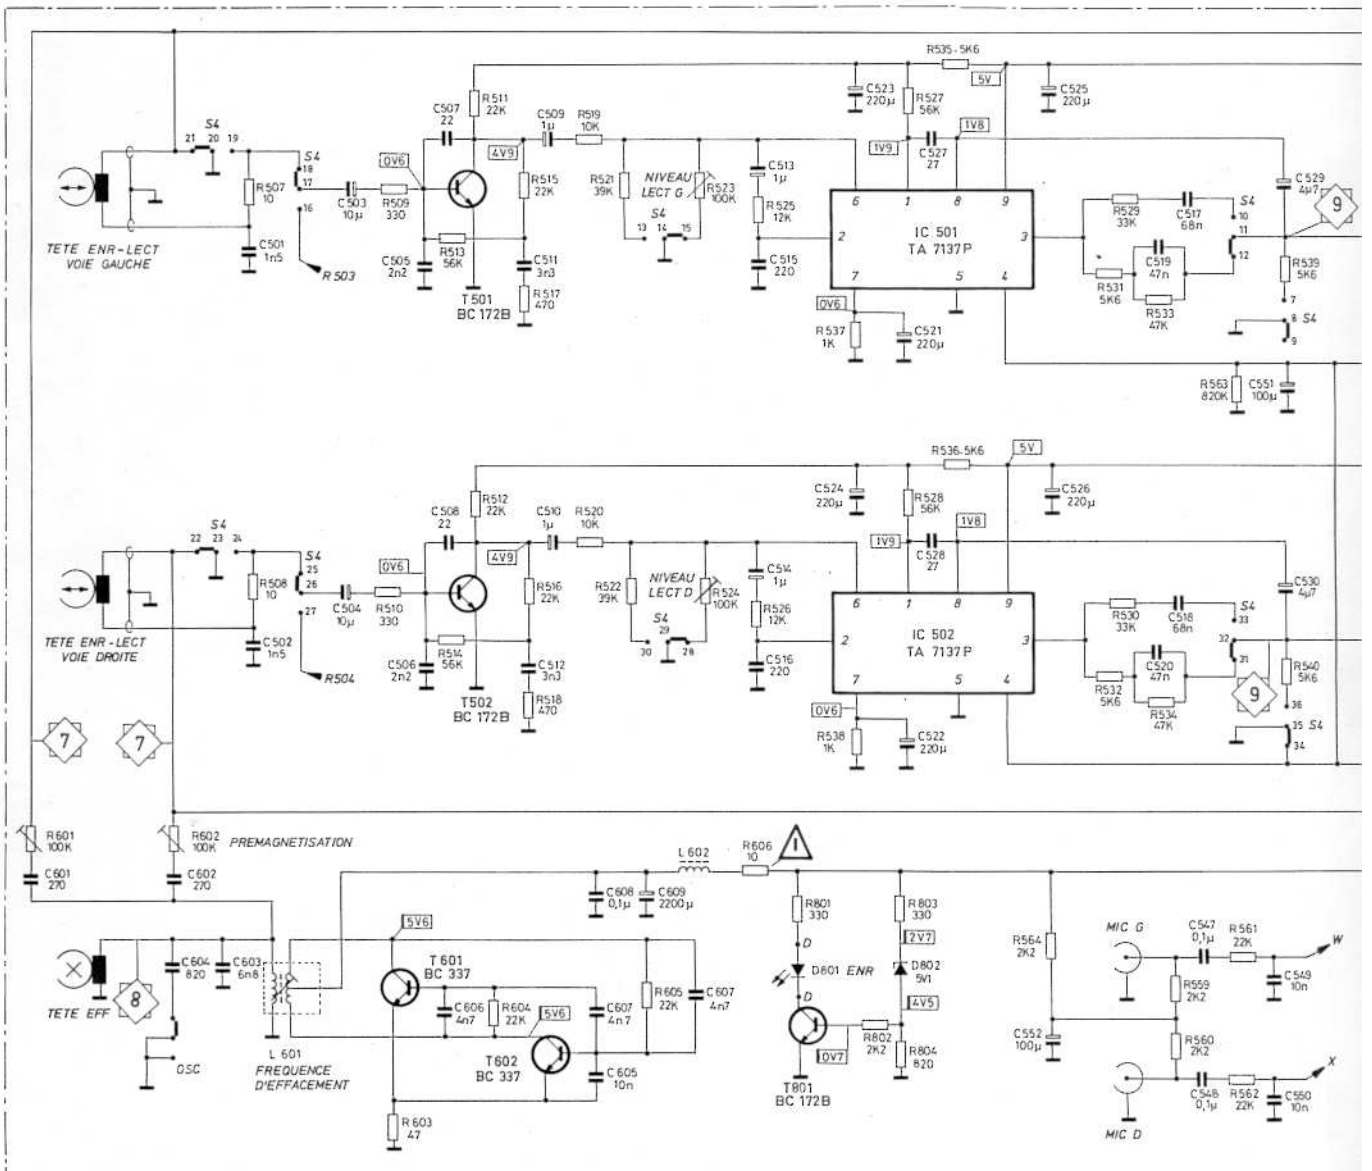 R535-5K6
5V
C523
220µ
R527
56K
C525
220µ
R511
22K
C507
22
C509
1µ
R519
10K
1V8
1V9
C527
27
S4
21 20 19
S4
18
17
16
0V6
4V9
R507
10
C503
10µ
R509
330
R515
22K
R521
39K
NIVEAU
LECT G
R523
100K
S4
13 14 15
C513
1µ
R525
12K
C529
4µ7
9
6 1 8 9
IC 501
TA 7137P
2
3
7 5 4
R529
33K
C517
68n
S4
10
11
12
TETE ENR-LECT
VOIE GAUCHE
C501
1n5
R503
C505
2n2
R513
56K
C511
3n3
R517
470
T501
BC 172B
C515
220
0V6
R537
1K
C521
220µ
R531
5K6
C519
47n
R533
47K
R539
5K6
7
8 S4
9
R563
820K
C551
100µ
R536-5K6
5V
C524
220µ
R528
56K
C526
220µ
R512
22K
C508
22
C510
1µ
R520
10K
1V8
1V9
C528
27
S4
22 23 24
S4
25
26
27
0V6
4V9
R508
10
C504
10µ
R510
330
R516
22K
R522
39K
NIVEAU
LECT D
R524
100K
S4
29
30 28
C514
1µ
R526
12K
C530
4µ7
6 1 8 9
IC 502
TA 7137P
2
3
7 5 4
R530
33K
C518
68n
S4
33
32
31
TETE ENR-LECT
VOIE DROITE
C502
1n5
R504
C506
2n2
R514
56K
C512
3n3
R518
470
T502
BC 172B
C516
220
0V6
R538
1K
C522
220µ
R532
5K6
C520
47n
R534
47K
9
R540
5K6
36
35 S4
34
7
7
R601
100K
R602
100K
PREMAGNETISATION
C601
270
C602
270
L602
R606
10
C608
0,1µ
C609
2200µ
R801
330
R803
330
5V6
2V7
D
D801 ENR
D
D802
5V1
4V5
TETE EFF
8
C604
820
C603
6n8
T601
BC 337
C606
4n7
R604
22K
5V6
C607
4n7
R605
22K
C607
4n7
OSC
L 601
FREQUENCE
D'EFFACEMENT
T602
BC 337
C605
10n
R603
47
0V7
R802
2K2
R804
820
T801
BC 172B
R564
2K2
C552
100µ
MIC G
C547
0,1µ
R561
22K
W
C549
10n
R559
2K2
R560
2K2
MIC D
C548
0,1µ
R562
22K
X
C550
10n